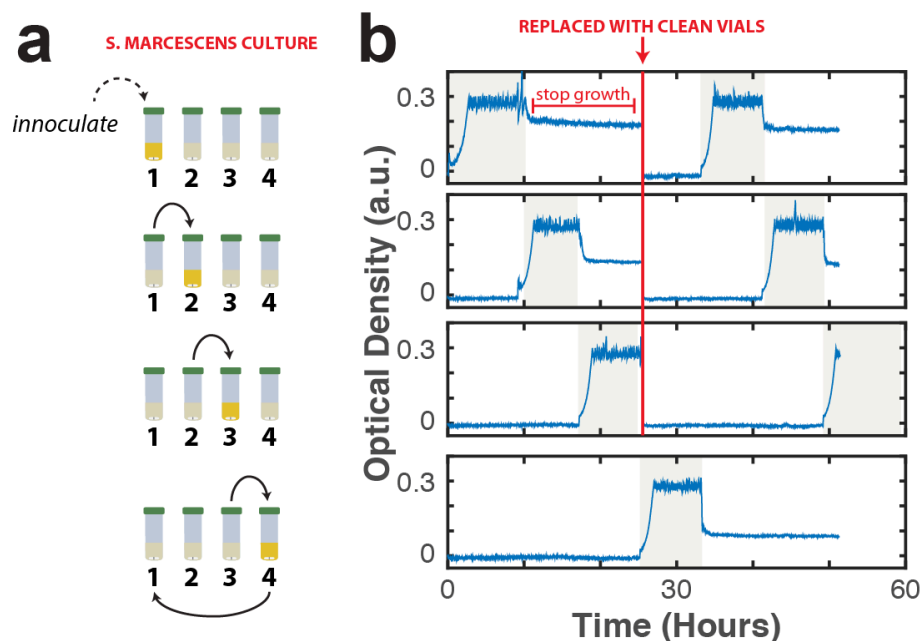 a
S. MARCESCENS CULTURE
innoculate
1 2 3 4
1 2 3 4
1 2 3 4
1 2 3 4
b
REPLACED WITH CLEAN VIALS
stop growth
0.3
0
0.3
0
0.3
0
0.3
0
Optical Density (a.u.)
0 30 60
Time (Hours)